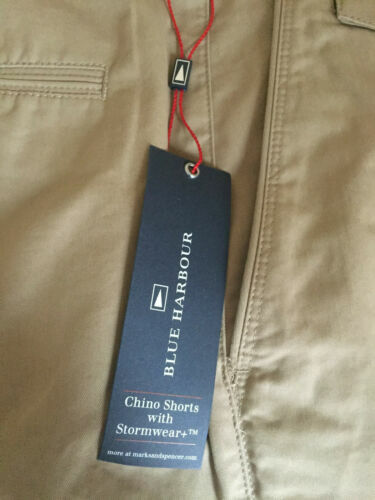 BLUE HARBOUR
Chino Shorts
with
Stormwear+™
more at marksandspencer.com